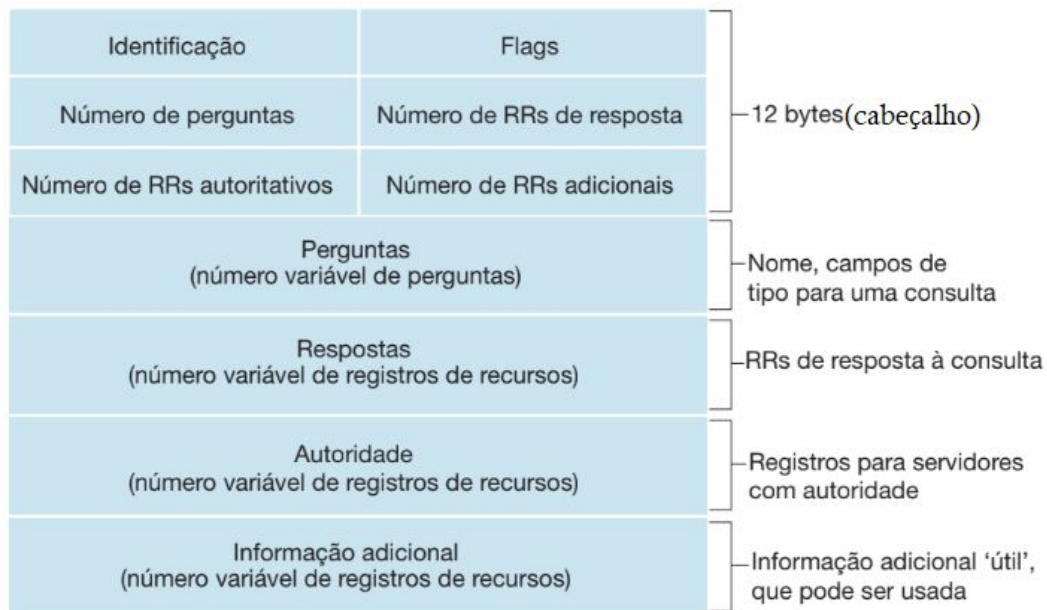 Identificação
Flags
Número de perguntas
Número de RRs de resposta
12 bytes(cabeçalho)
Número de RRs autoritativos
Número de RRs adicionais
Perguntas
(número variável de perguntas)
Nome, campos de
tipo para uma consulta
Respostas
(número variável de registros de recursos)
RRs de resposta à consulta
Autoridade
(número variável de registros de recursos)
Registros para servidores
com autoridade
Informação adicional
(número variável de registros de recursos)
Informação adicional ‘útil’,
que pode ser usada